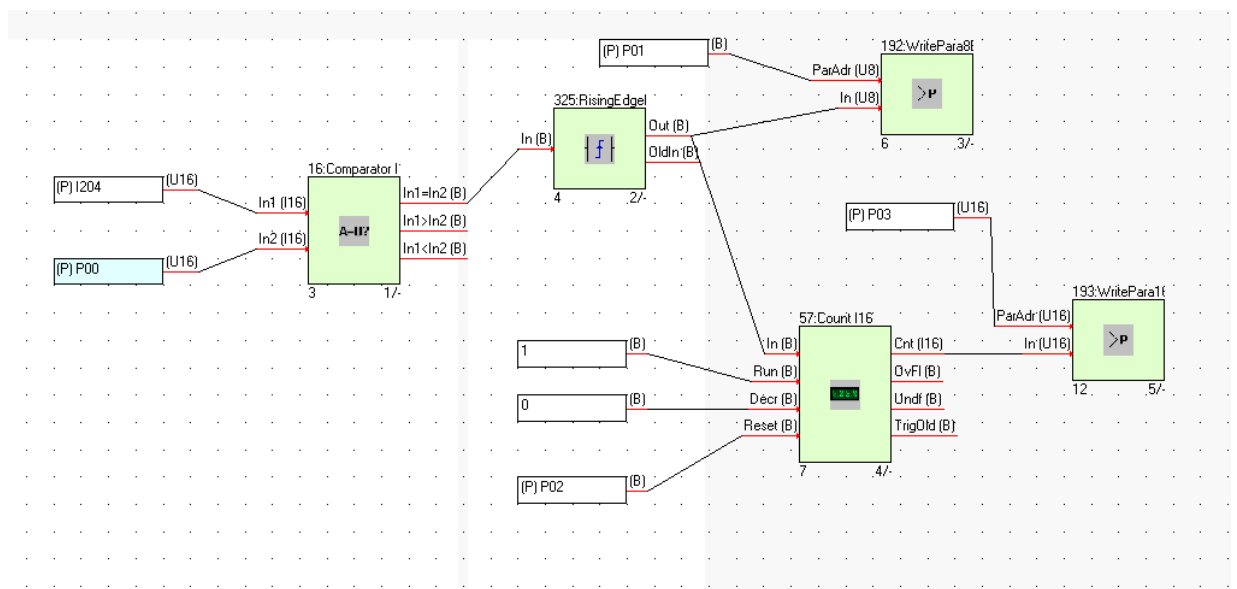 (P) P01
(B)
192:WritePara8B
ParAdr (U8)
In (U8)
6
3/-
325:RisingEdgeI
In (B)
Out (B)
OldIn (B)
4
2/-
16:Comparator I
(P) I204
(U16)
In1 (I16)
In2 (I16)
A=B?
In1=In2 (B)
In1>In2 (B)
In1<In2 (B)
3
1/-
(P) P00
(U16)
(P) P03
(U16)
193:WritePara16
ParAdr (U16)
In (U16)
>P
12
5/-
57:Count I16
1
(B)
0
(B)
(P) P02
(B)
In (B)
Run (B)
Decr (B)
Reset (B)
Cnt (I16)
OvFl (B)
Undf (B)
TrigOld (B)
7
4/-
>P